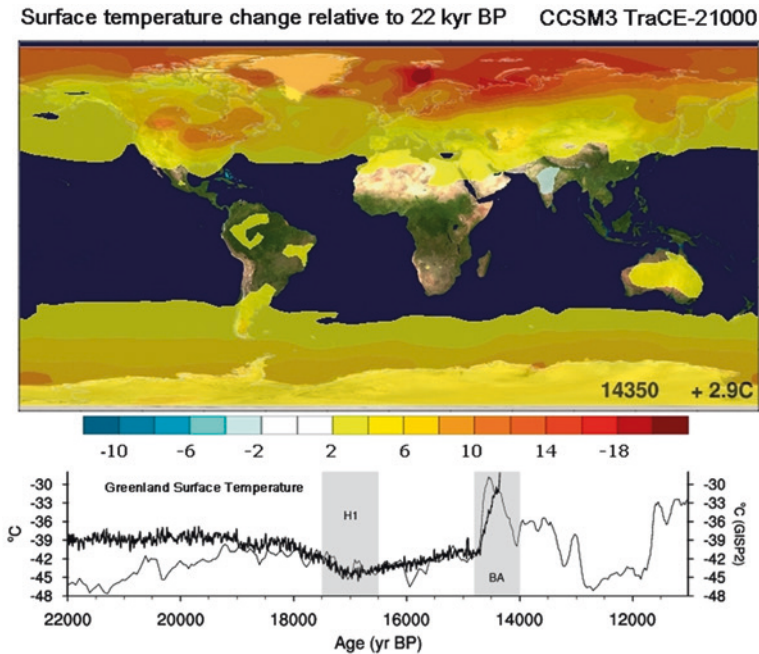 Surface temperature change relative to 22 kyr BP CCSM3 TraCE-21000
14350 + 2.9C
-10 -6 -2 2 6 10 14 -18
Greenland Surface Temperature
H1
BA
-30 -30
-33 -33
-36 -36
-39 -39
-42 -42
-45 -45
-48 -48
°C
°C (GISP2)
22000 20000 18000 16000 14000 12000
Age (yr BP)